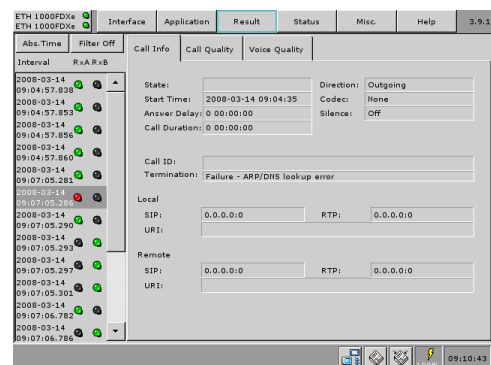 ETH 1000FDXe
ETH 1000FDXe
Interface Application Result Status Misc. Help 3.9.1
Abs.Time Filter Off
Call Info Call Quality Voice Quality
Interval RxA RxB
2008-03-14
09:04:57.838
2008-03-14
09:04:57.853
2008-03-14
09:04:57.856
2008-03-14
09:04:57.860
2008-03-14
09:07:05.281
2008-03-14
09:07:05.286
2008-03-14
09:07:05.290
2008-03-14
09:07:05.293
2008-03-14
09:07:05.297
2008-03-14
09:07:05.301
2008-03-14
09:07:06.782
2008-03-14
09:07:06.786
State: Direction: Outgoing
Start Time: 2008-03-14 09:04:35 Codec: None
Answer Delay: 0 00:00:00 Silence: Off
Call Duration: 0 00:00:00
Call ID:
Termination: Failure - ARP/DNS lookup error
Local
SIP: 0.0.0.0:0 RTP: 0.0.0.0:0
URI:
Remote
SIP: 0.0.0.0:0 RTP: 0.0.0.0:0
URI:
100%
09:10:43